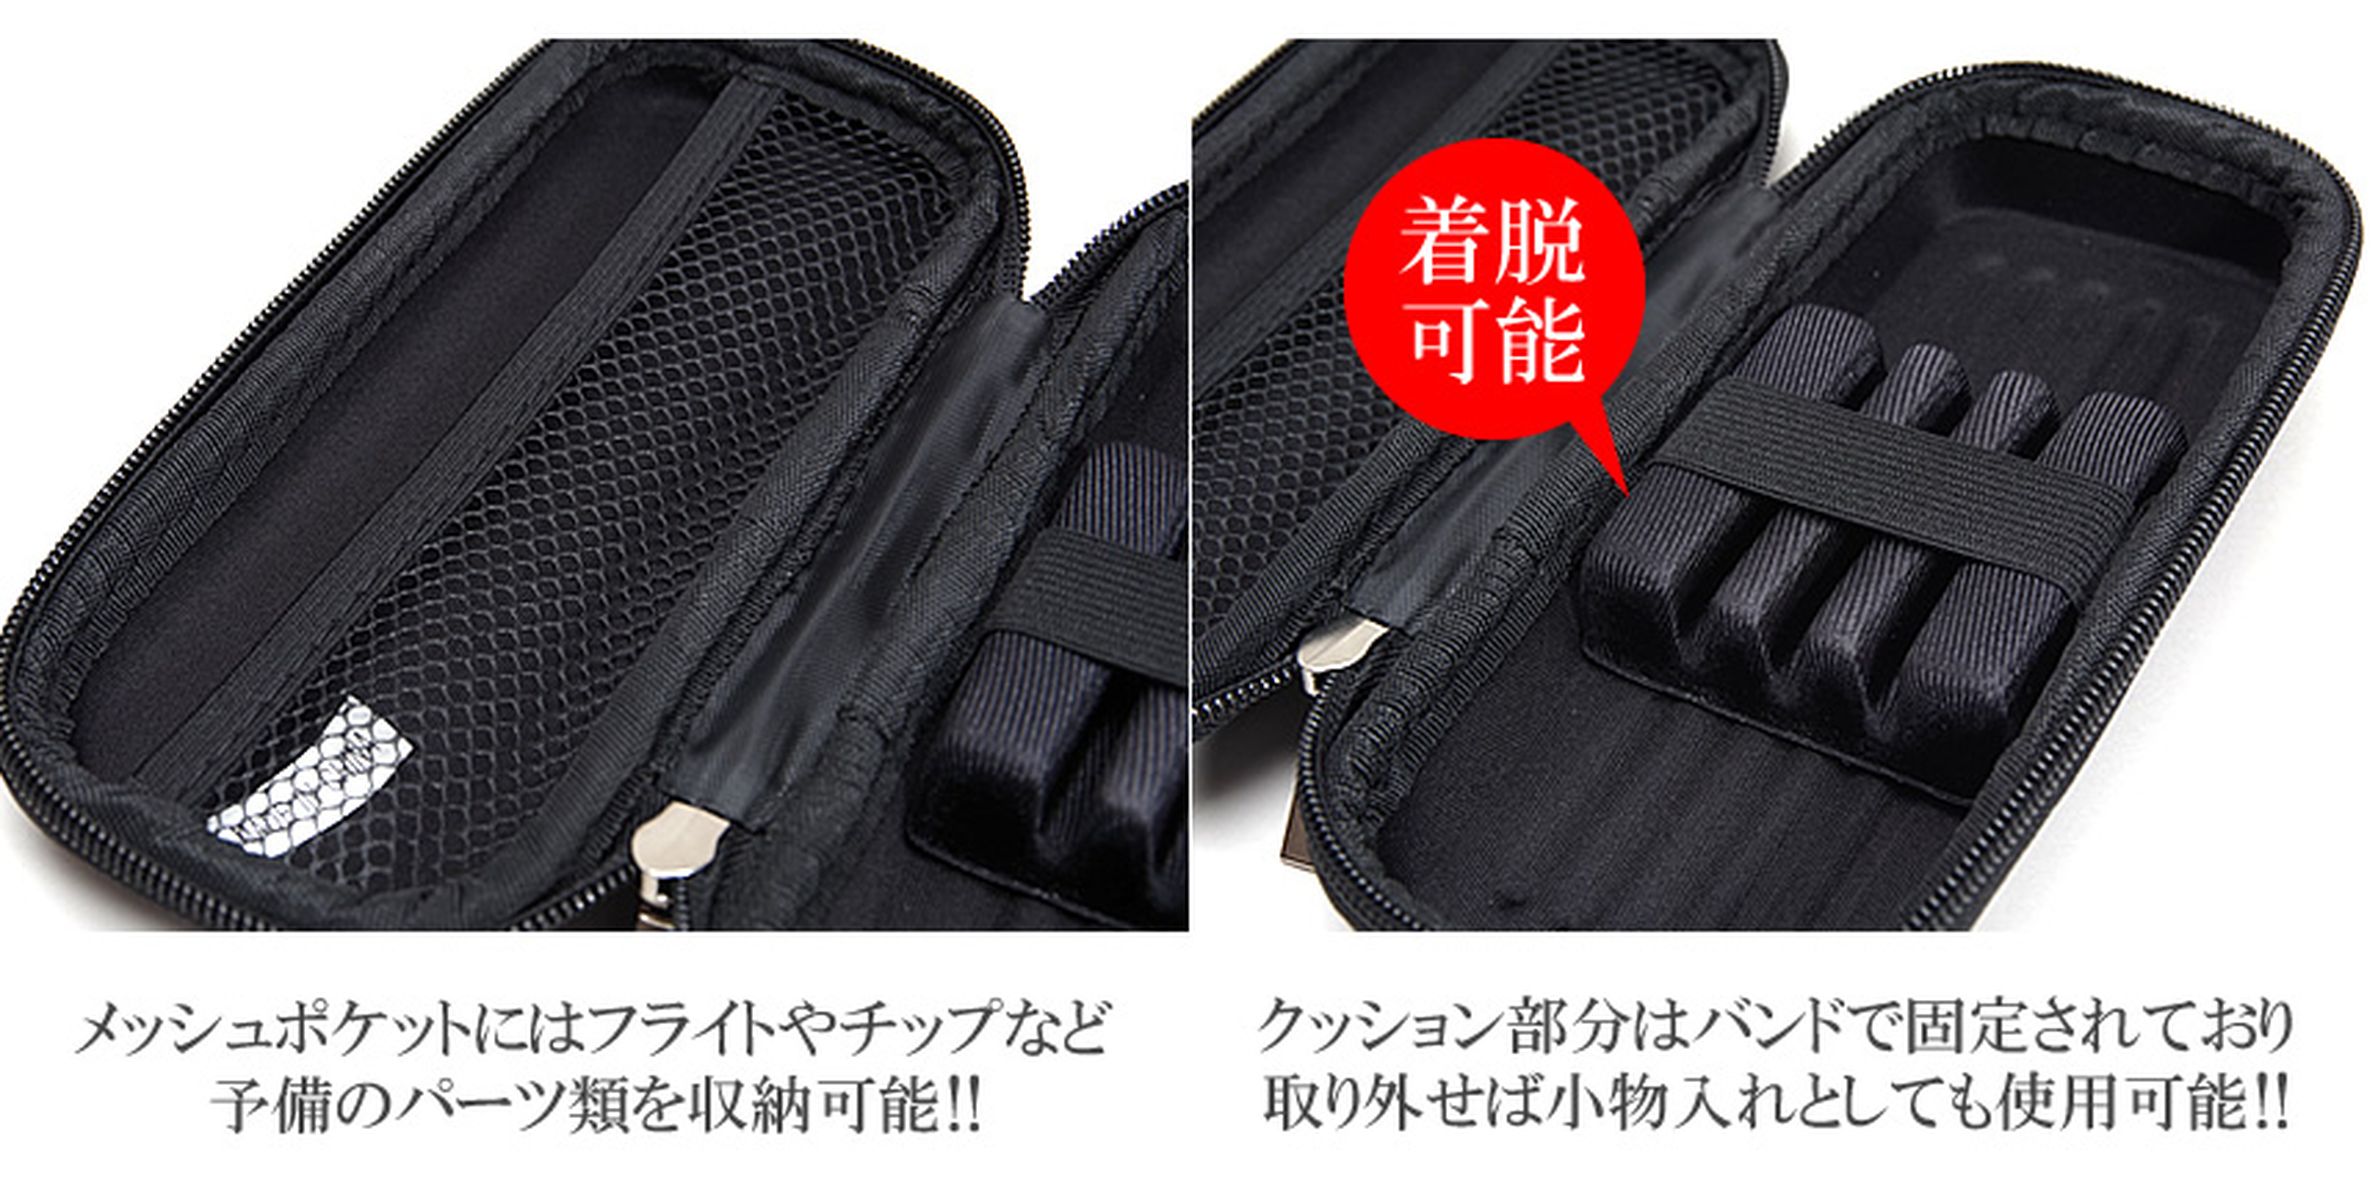 着脱
可能
メッシュポケットにはフライトやチップなど
予備のパーツ類を収納可能!!
クッション部分はバンドで固定されており
取り外せば小物入れとしても使用可能!!